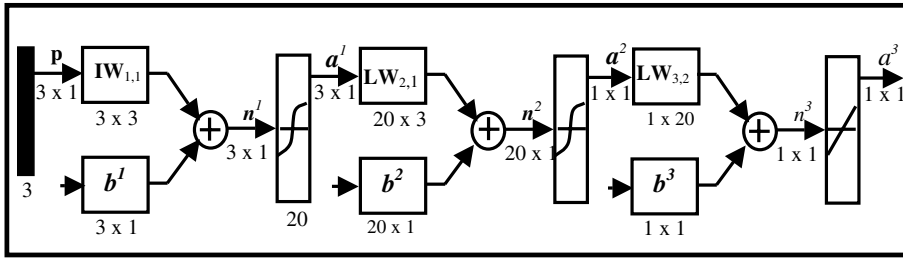 p
3 x 1
3
IW1,1
3 x 3
b1
3 x 1
+
n1
3 x 1
20
a1
3 x 1
LW2,1
20 x 3
b2
20 x 1
+
n2
20 x 1
a2
1 x 1
LW3,2
1 x 20
b3
1 x 1
+
n3
1 x 1
a3
1 x 1